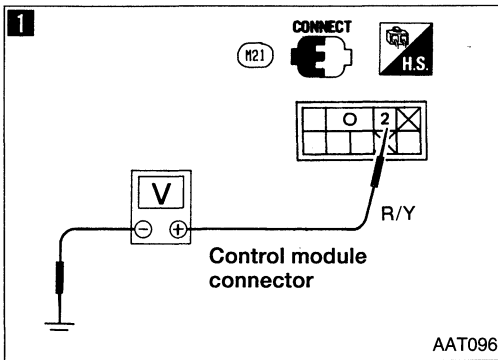 1
CONNECT
M21
H.S.
2
V
R/Y
− +
Control module
connector
AAT096